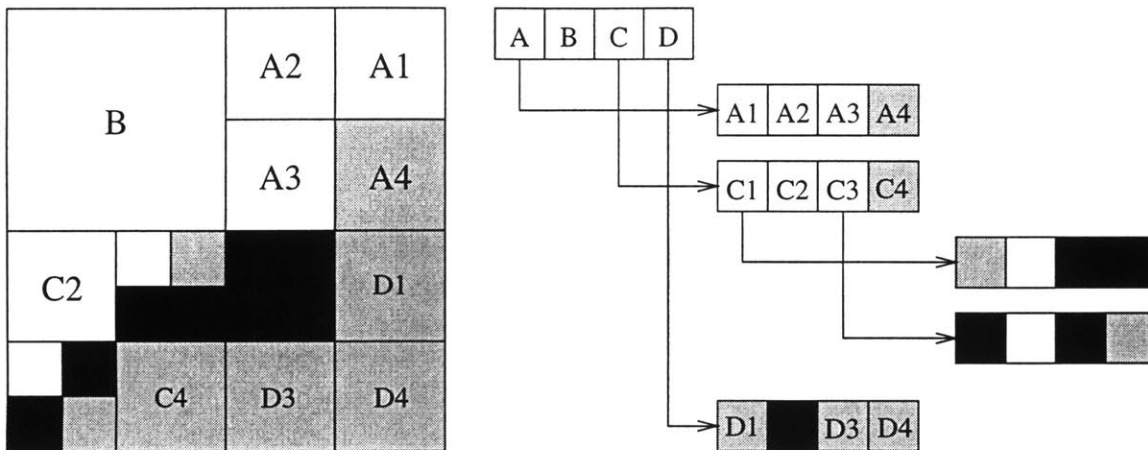 A2 A1
B
A3 A4
C2 D1
C4 D3 D4
A B C D
A1 A2 A3 A4
C1 C2 C3 C4
D1 D3 D4